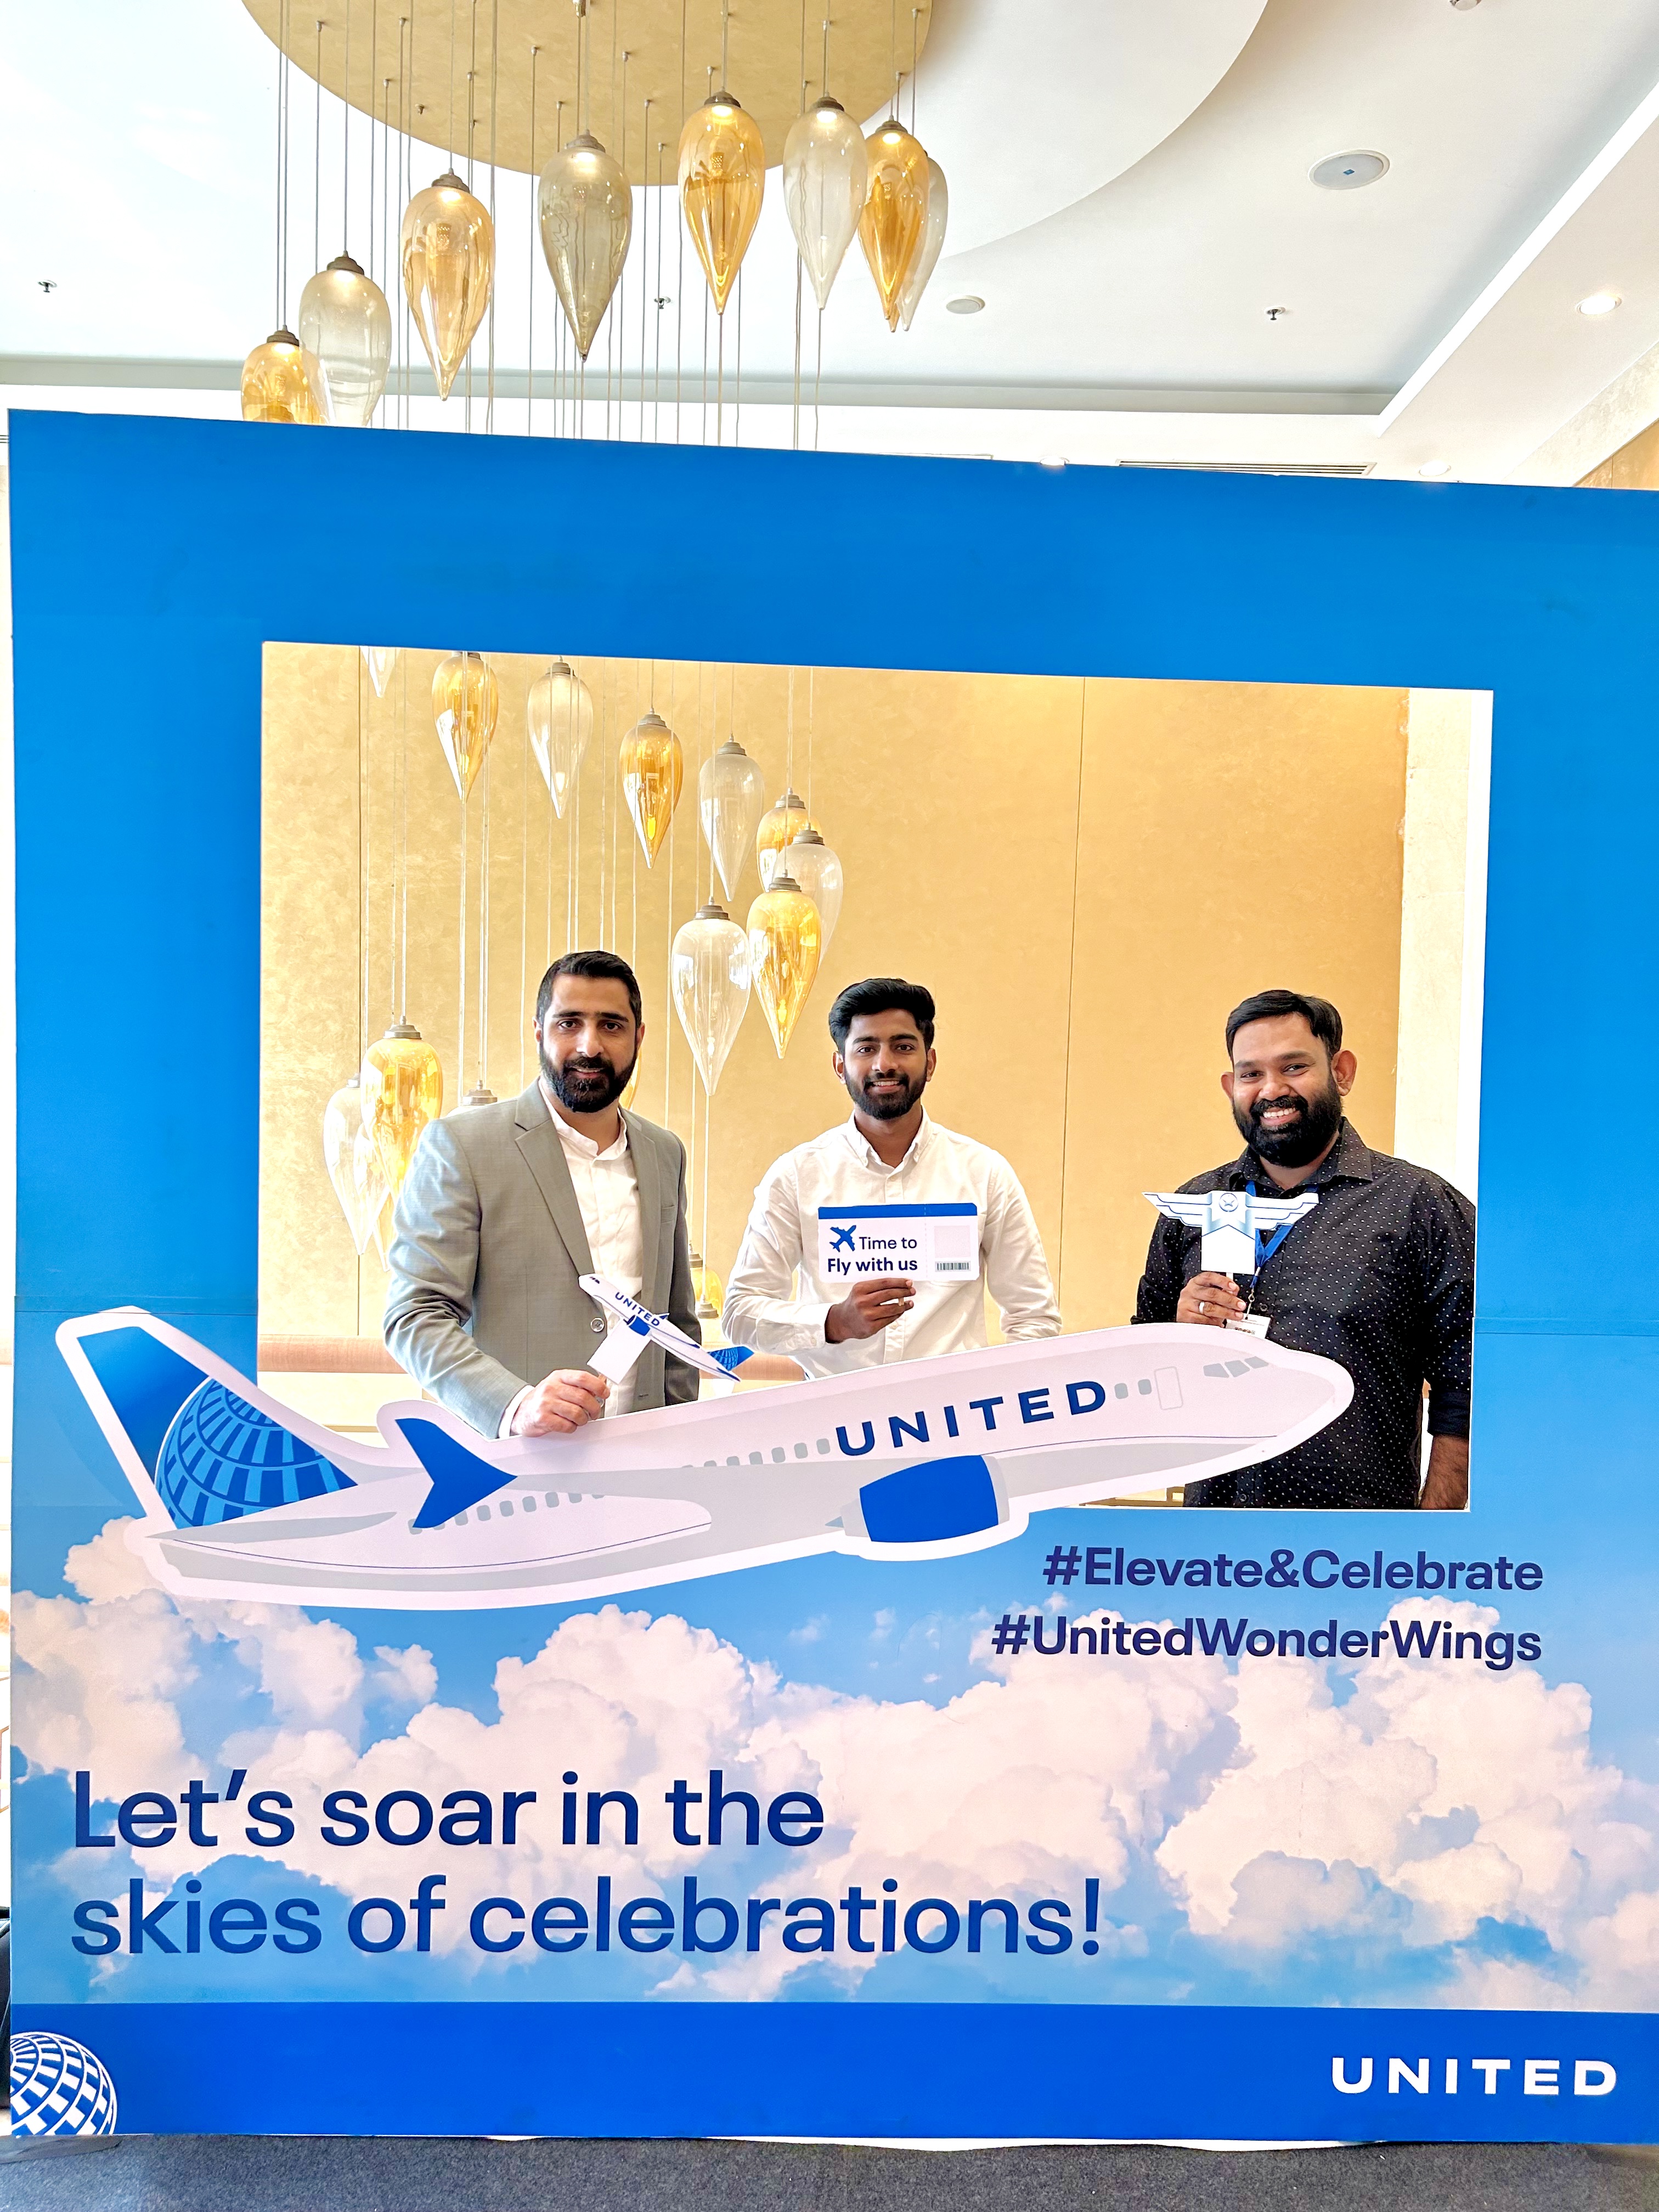 Time to
Fly with us
UNITED
UNITED
#Elevate&Celebrate
#UnitedWonderWings
Let's soar in the
skies of celebrations!
UNITED